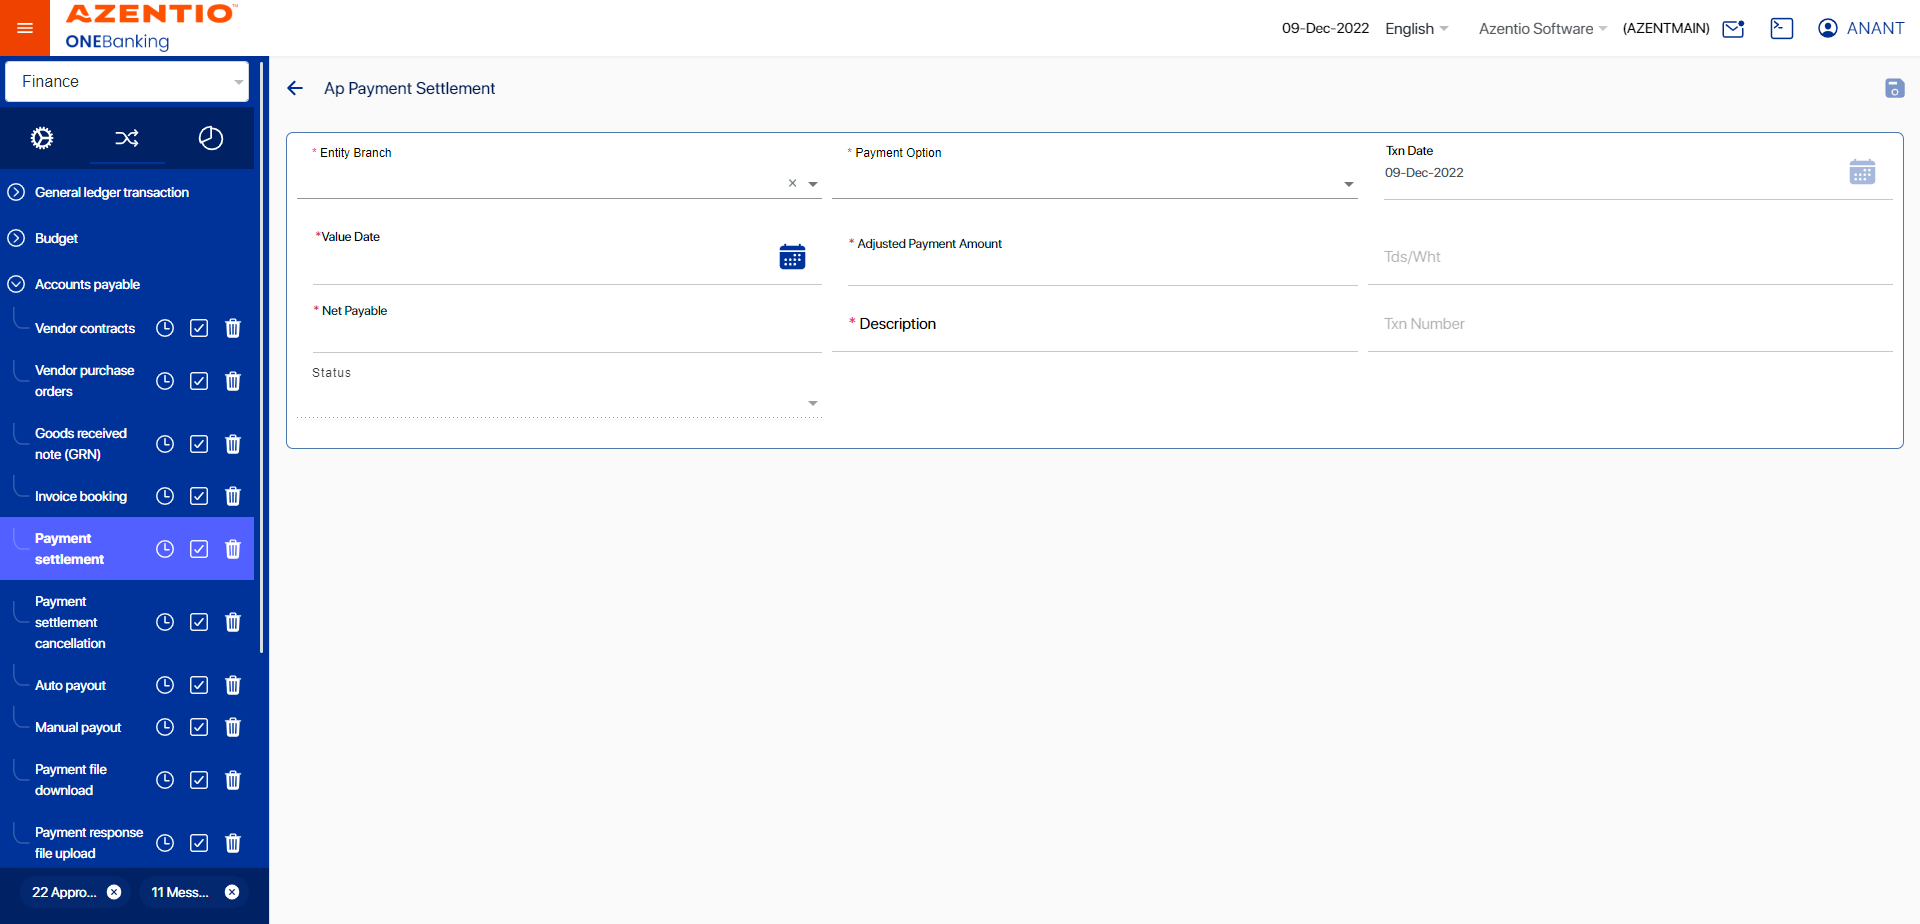 AZENTIO™
ONEBanking
09-Dec-2022 English Azentio Software (AZENTMAIN) ANANT
Finance
General ledger transaction
Budget
Accounts payable
Vendor contracts
Vendor purchase
orders
Goods received
note (GRN)
Invoice booking
Payment
settlement
Payment
settlement
cancellation
Auto payout
Manual payout
Payment file
download
Payment response
file upload
22 Appro...
11 Mess...
Ap Payment Settlement
* Entity Branch
* Payment Option
Txn Date
09-Dec-2022
*Value Date
* Adjusted Payment Amount
Tds/Wht
* Net Payable
* Description
Txn Number
Status